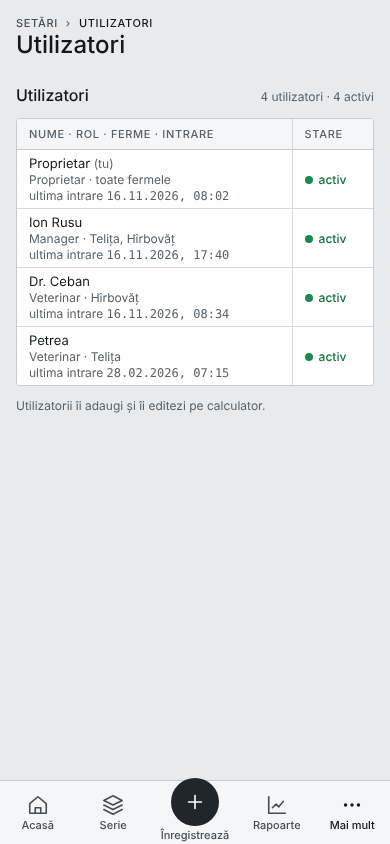 SETĂRI › UTILIZATORI
Utilizatori
Utilizatori 4 utilizatori · 4 activi
NUME · ROL · FERME · INTRARE STARE
Proprietar (tu)
Proprietar · toate fermele activ
ultima intrare 16.11.2026, 08:02
Ion Rusu
Manager · Telița, Hîrbovăț activ
ultima intrare 16.11.2026, 17:40
Dr. Ceban
Veterinar · Hîrbovăț activ
ultima intrare 16.11.2026, 08:34
Petrea
Veterinar · Telița activ
ultima intrare 28.02.2026, 07:15
Utilizatorii îi adaugi și îi editezi pe calculator.
Acasă Serie Înregistrează Rapoarte Mai mult